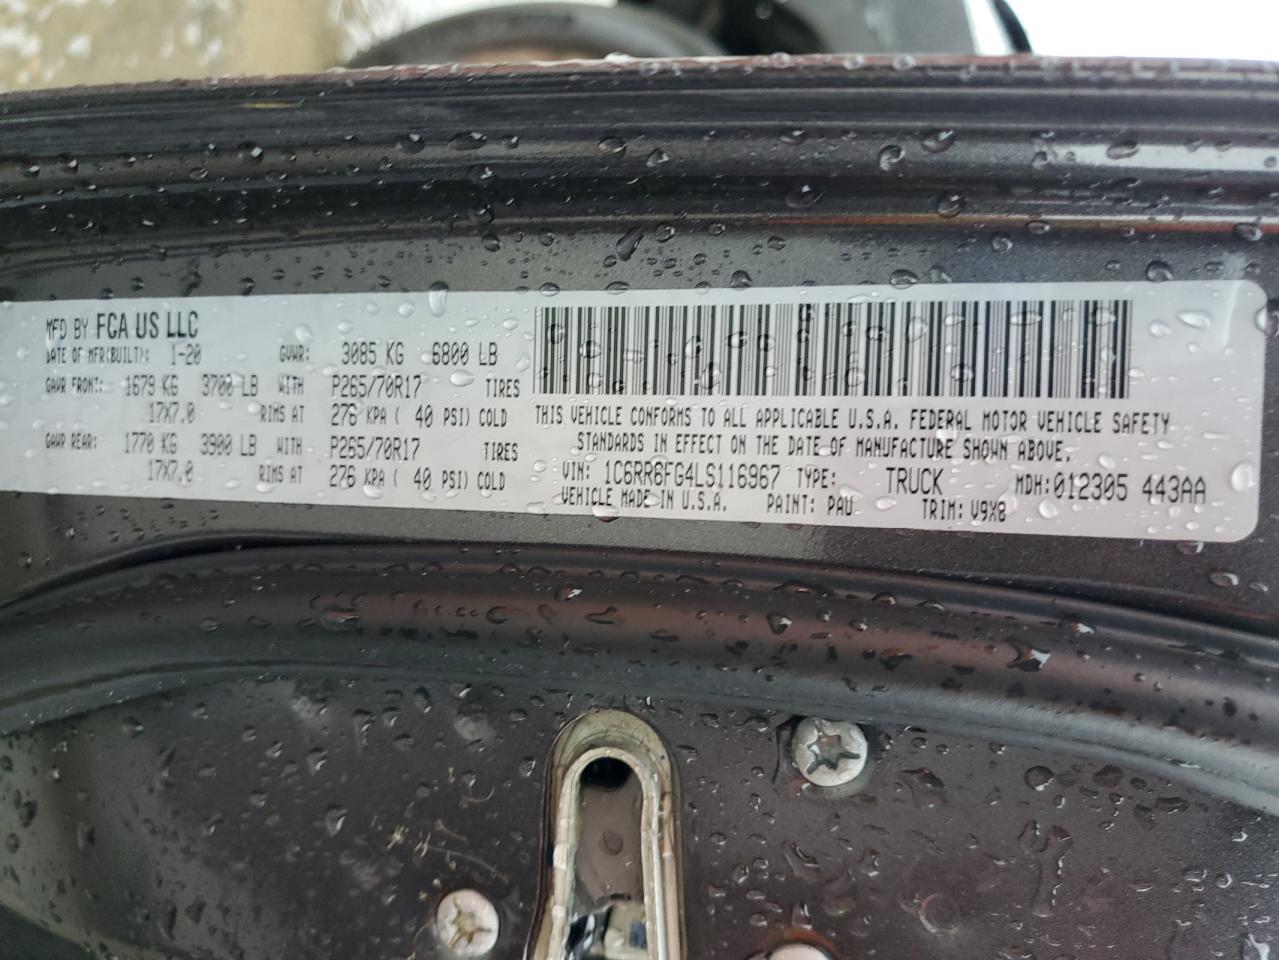 MFD BY FCA US LLC
DATE OF MFR(BUILT): 1-20 GVWR: 3085 KG 6800 LB
GAWR FRONT: 1679 KG 3700 LB WITH P265/70R17 TIRES
17X7.0 RIMS AT 276 KPA ( 40 PSI) COLD
GAWR REAR: 1770 KG 3900 LB WITH P265/70R17 TIRES
17X7.0 RIMS AT 276 KPA ( 40 PSI) COLD
THIS VEHICLE CONFORMS TO ALL APPLICABLE U.S.A. FEDERAL MOTOR VEHICLE SAFETY
STANDARDS IN EFFECT ON THE DATE OF MANUFACTURE SHOWN ABOVE.
VIN: 1C6RR6FG4LS116967 TYPE: TRUCK MDH:012305 443AA
VEHICLE MADE IN U.S.A. PAINT: PAU TRIM: V9X8